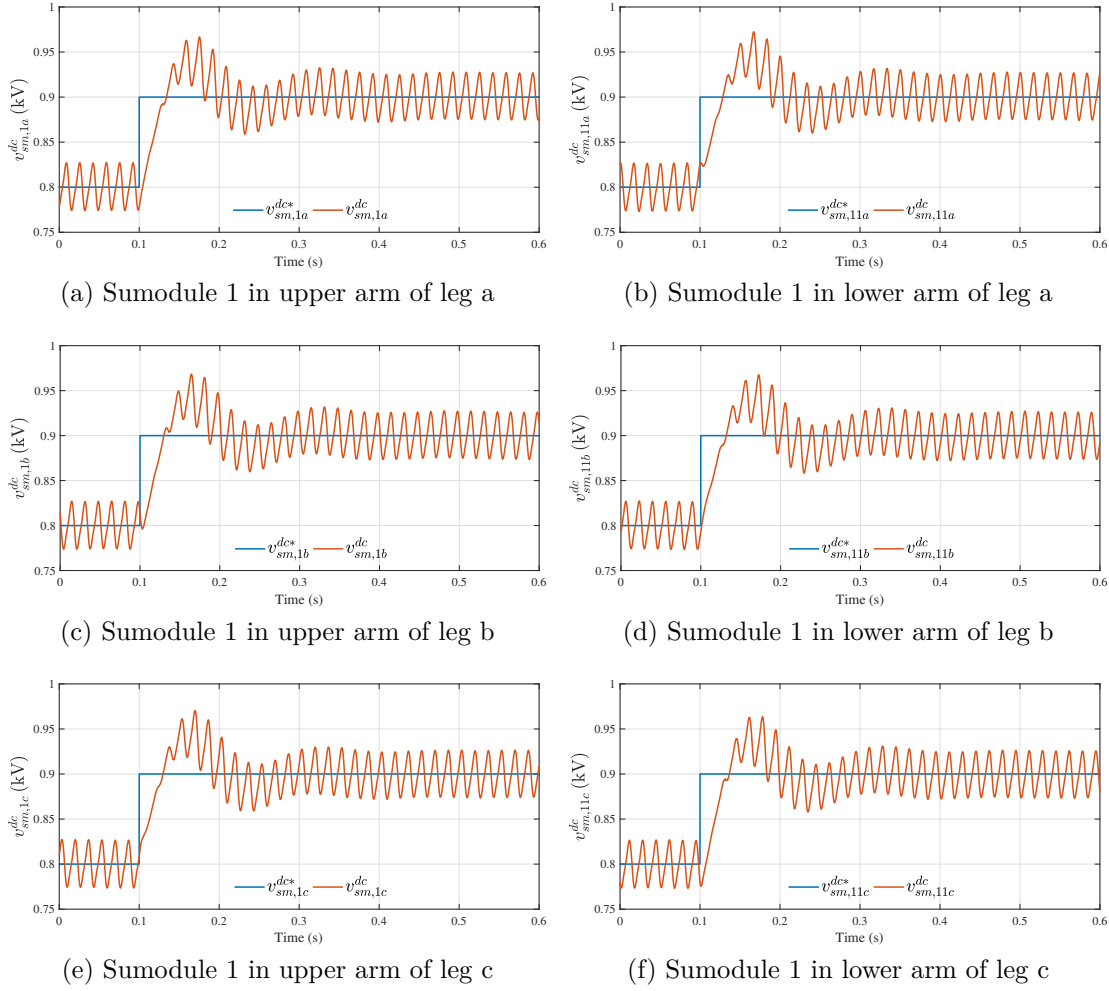 1
0.95
0.9
0.85
0.8
0.75
v^{dc}_{sm,1a} (kV)
v^{dc*}_{sm,1a} v^{dc}_{sm,1a}
0 0.1 0.2 0.3 0.4 0.5 0.6
Time (s)
(a) Sumodule 1 in upper arm of leg a
1
0.95
0.9
0.85
0.8
0.75
v^{dc}_{sm,11a} (kV)
v^{dc*}_{sm,11a} v^{dc}_{sm,11a}
0 0.1 0.2 0.3 0.4 0.5 0.6
Time (s)
(b) Sumodule 1 in lower arm of leg a
1
0.95
0.9
0.85
0.8
0.75
v^{dc}_{sm,1b} (kV)
v^{dc*}_{sm,1b} v^{dc}_{sm,1b}
0 0.1 0.2 0.3 0.4 0.5 0.6
Time (s)
(c) Sumodule 1 in upper arm of leg b
1
0.95
0.9
0.85
0.8
0.75
v^{dc}_{sm,11b} (kV)
v^{dc*}_{sm,11b} v^{dc}_{sm,11b}
0 0.1 0.2 0.3 0.4 0.5 0.6
Time (s)
(d) Sumodule 1 in lower arm of leg b
1
0.95
0.9
0.85
0.8
0.75
v^{dc}_{sm,1c} (kV)
v^{dc*}_{sm,1c} v^{dc}_{sm,1c}
0 0.1 0.2 0.3 0.4 0.5 0.6
Time (s)
(e) Sumodule 1 in upper arm of leg c
1
0.95
0.9
0.85
0.8
0.75
v^{dc}_{sm,11c} (kV)
v^{dc*}_{sm,11c} v^{dc}_{sm,11c}
0 0.1 0.2 0.3 0.4 0.5 0.6
Time (s)
(f) Sumodule 1 in lower arm of leg c